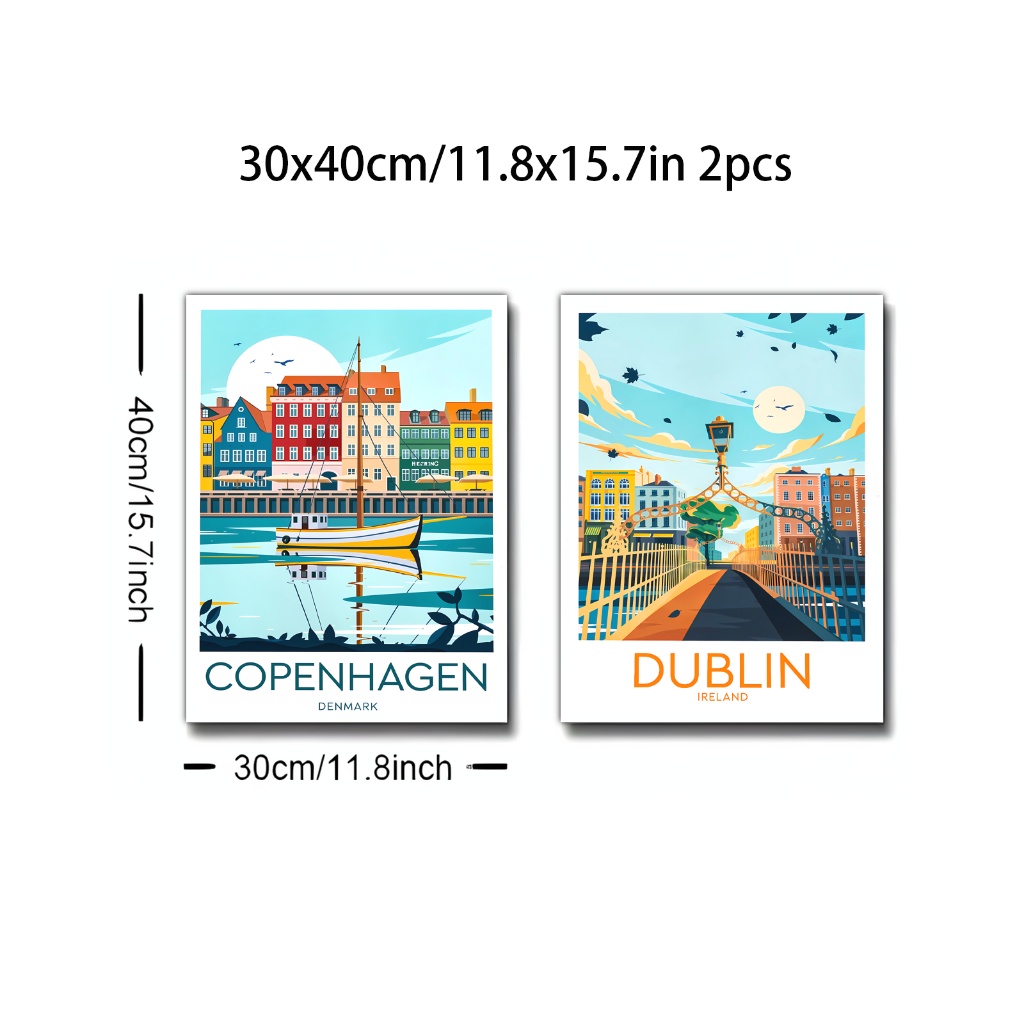 30x40cm/11.8x15.7in 2pcs
40cm/15.7inch
COPENHAGEN
DENMARK
DUBLIN
IRELAND
30cm/11.8inch